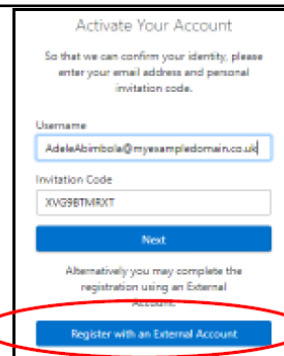 Activate Your Account
So that we can confirm your identity, please
enter your email address and personal
invitation code.
Username
AdeleAbimbola@myexampledomain.co.uk
Invitation Code
XVG9BTMRXT
Next
Alternatively you may complete the
registration using an External
Account.
Register with an External Account